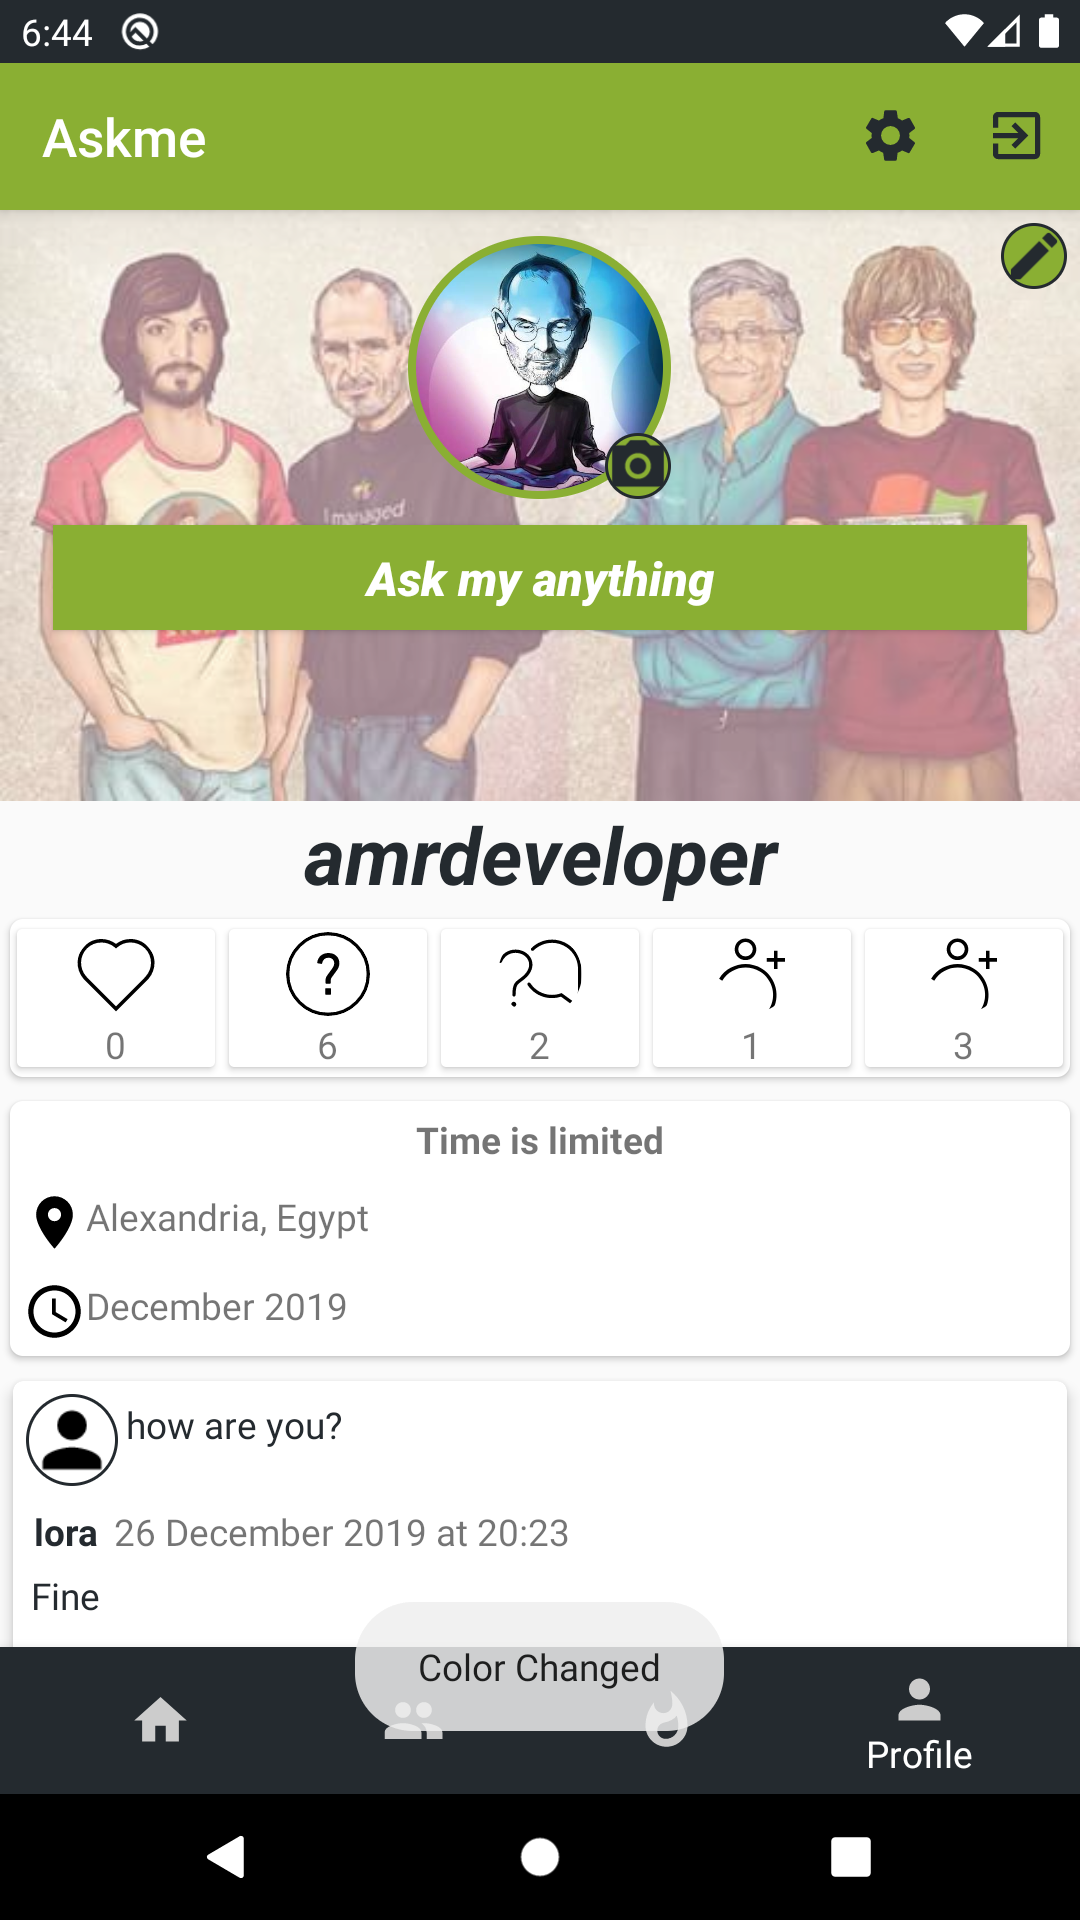 6:44
Askme
I managed
Ask my anything
amrdeveloper
?
0
6
2
1
3
Time is limited
Alexandria, Egypt
December 2019
how are you?
lora 26 December 2019 at 20:23
Fine
Color Changed
Profile